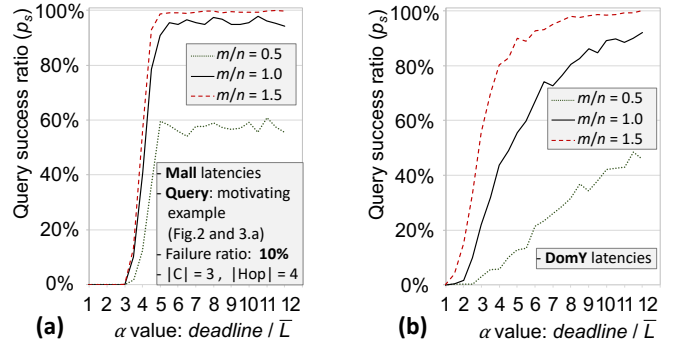 Query success ratio (pₛ)
100%
80%
60%
40%
20%
0%
m/n = 0.5
m/n = 1.0
m/n = 1.5
- Mall latencies
- Query: motivating
example
(Fig.2 and 3.a)
- Failure ratio: 10%
- |C| = 3 , |Hop| = 4
1 2 3 4 5 6 7 8 9 10 11 12
(a)
α value: deadline / L̅
Query success ratio (pₛ)
100%
80%
60%
40%
20%
0%
m/n = 0.5
m/n = 1.0
m/n = 1.5
- DomY latencies
1 2 3 4 5 6 7 8 9 10 11 12
(b)
α value: deadline / L̅